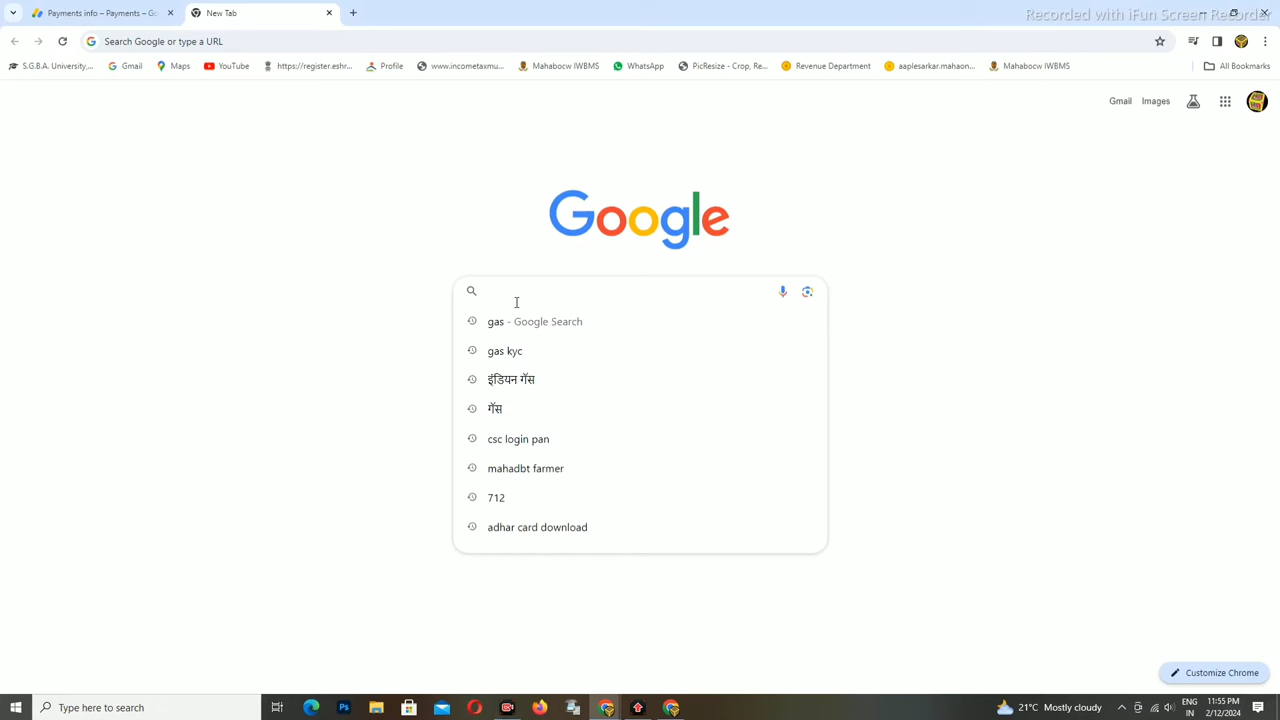 Payments info – Payments – Go
New Tab
Recorded with iFun Screen Recorder
Search Google or type a URL
S.G.B.A. University,...
Gmail
Maps
YouTube
https://register.eshr...
Profile
www.incometaxmu...
Mahabocw IWBMS
WhatsApp
PicResize - Crop, Re...
Revenue Department
aaplesarkar.mahaon...
Mahabocw IWBMS
All Bookmarks
Gmail
Images
Google
gas - Google Search
gas kyc
इंडियन गॅस
गॅस
csc login pan
mahadbt farmer
712
adhar card download
Customize Chrome
Type here to search
21°C Mostly cloudy
ENG
IN
11:55 PM
2/12/2024